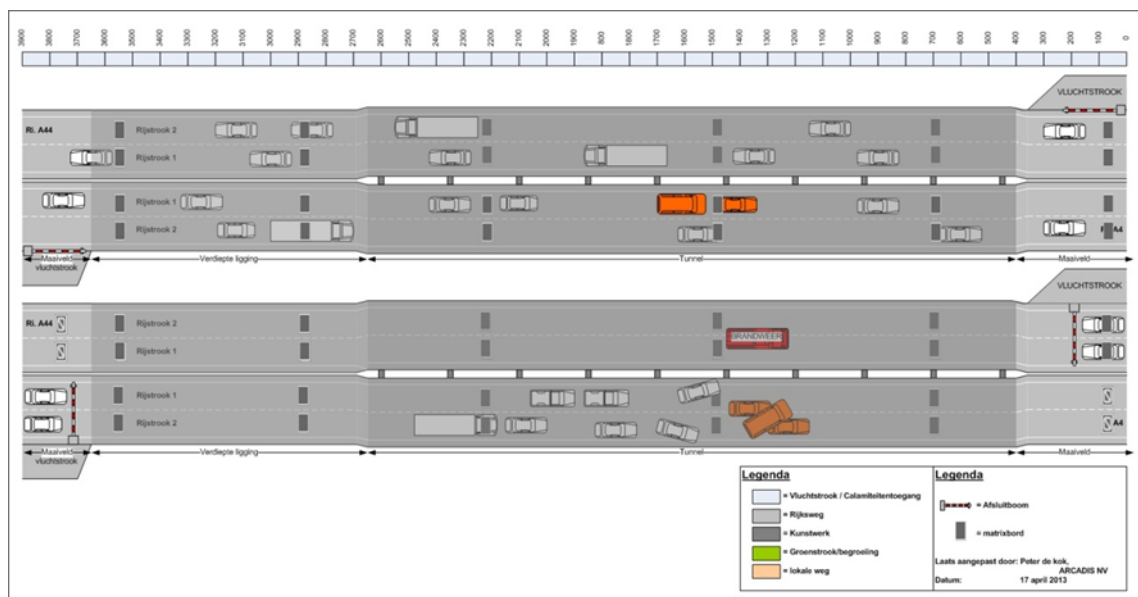 3900 3800 3700 3600 3500 3400 3300 3200 3100 3000 2900 2800 2700 2600 2500 2400 2300 2200 2100 2000 1900 1800 1700 1600 1500 1400 1300 1200 1100 1000 900 800 700 600 500 400 300 200 100 0
VLUCHTSTROOK
Ri. A44
Rijstrook 2
Rijstrook 1
Rijstrook 1
Rijstrook 2
A4
Maaiveld
Verdiepte ligging
Tunnel
Maaiveld
vluchtstrook
VLUCHTSTROOK
Ri. A44
Rijstrook 2
BRANDWEER
Rijstrook 1
Rijstrook 1
Rijstrook 2
A4
Maaiveld
Verdiepte ligging
Tunnel
Maaiveld
vluchtstrook
Legenda
= Vluchtstrook / Calamiteitentoegang
= Rijksweg
= Kunstwerk
= Groenstrook/begroeiing
= lokale weg
Legenda
= Afsluitboom
= matrixbord
Laats aangepast door: Peter de kok,
ARCADIS NV
Datum: 17 april 2013